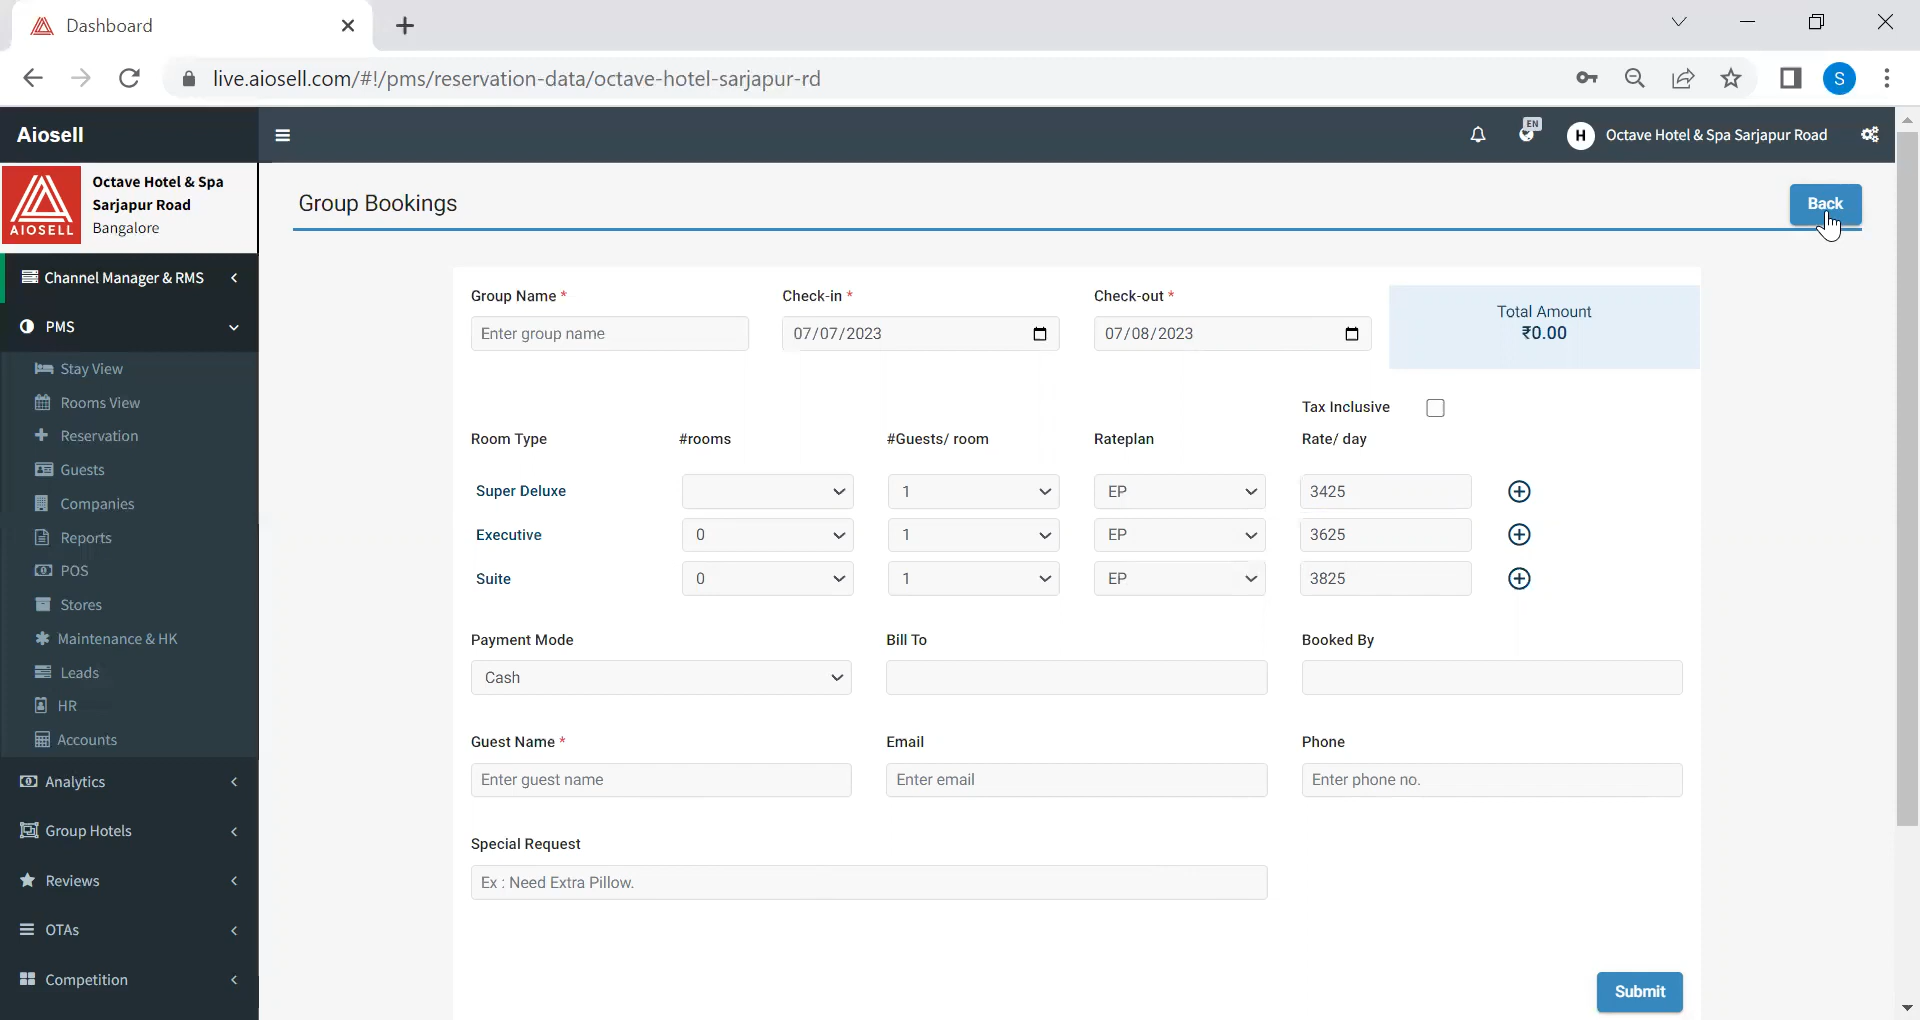 Dashboard
live.aiosell.com/#!/pms/reservation-data/octave-hotel-sarjapur-rd
S
Aiosell
EN
H Octave Hotel & Spa Sarjapur Road
AIOSELL
Octave Hotel & Spa
Sarjapur Road
Bangalore
Group Bookings
Back
Channel Manager & RMS
PMS
Stay View
Rooms View
Reservation
Guests
Companies
Reports
POS
Stores
Maintenance & HK
Leads
HR
Accounts
Analytics
Group Hotels
Reviews
OTAs
Competition
Group Name * Check-in * Check-out *
Enter group name 07/07/2023 07/08/2023
Total Amount
₹0.00
Tax Inclusive
Room Type #rooms #Guests/ room Rateplan Rate/ day
Super Deluxe 1 EP 3425
Executive 0 1 EP 3625
Suite 0 1 EP 3825
Payment Mode Bill To Booked By
Cash
Guest Name * Email Phone
Enter guest name Enter email Enter phone no.
Special Request
Ex : Need Extra Pillow.
Submit